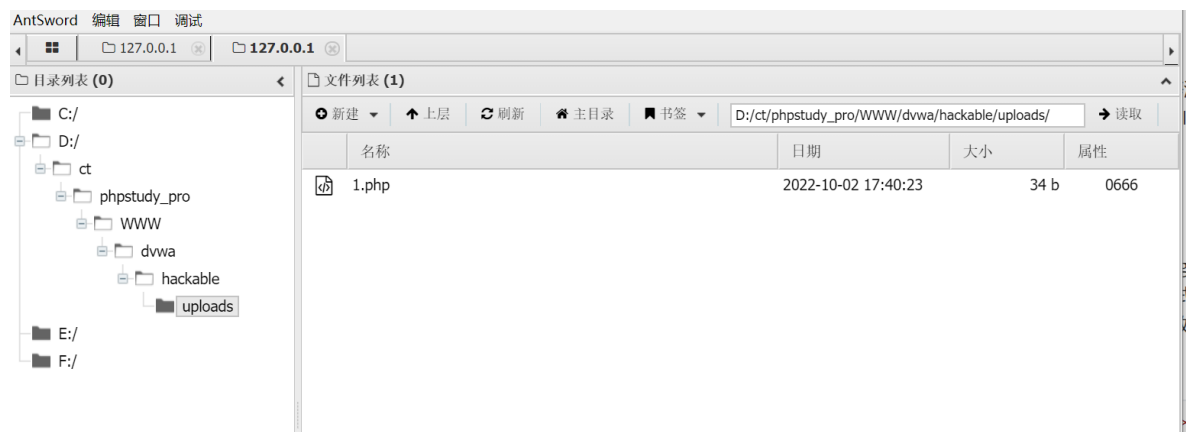 AntSword 编辑 窗口 调试
127.0.0.1 127.0.0.1
目录列表 (0)
C:/
D:/
ct
phpstudy_pro
WWW
dvwa
hackable
uploads
E:/
F:/
文件列表 (1)
新建 上层 刷新 主目录 书签 D:/ct/phpstudy_pro/WWW/dvwa/hackable/uploads/ 读取
名称 日期 大小 属性
1.php 2022-10-02 17:40:23 34 b 0666